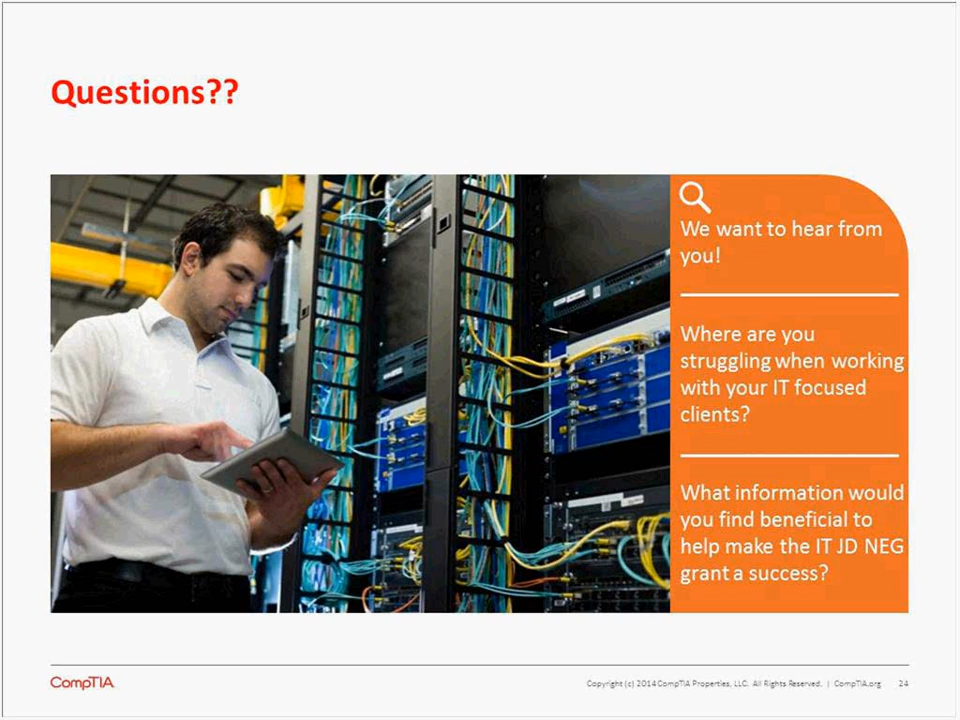 Questions??
We want to hear from
you!
Where are you
struggling when working
with your IT focused
clients?
What information would
you find beneficial to
help make the IT JD NEG
grant a success?
CompTIA
Copyright (c) 2014 CompTIA Properties, LLC. All Rights Reserved. | CompTIA.org 24